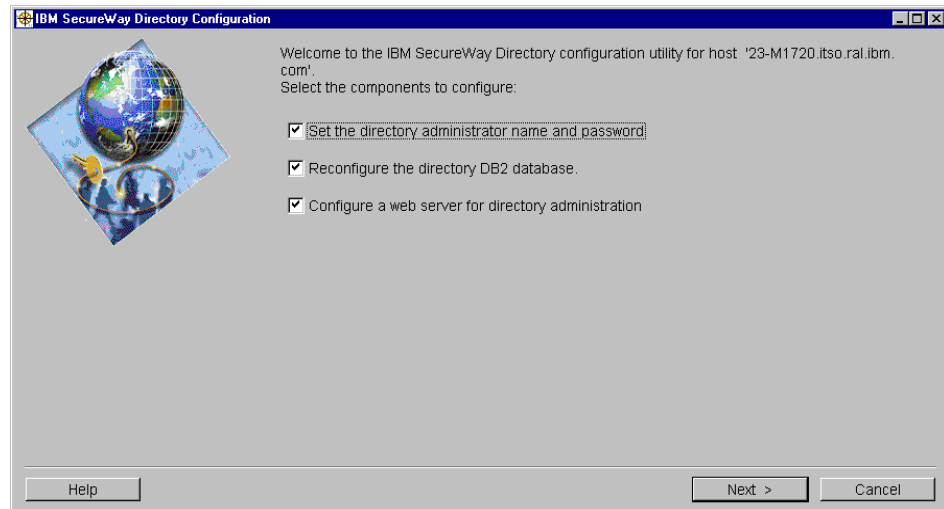 IBM SecureWay Directory Configuration
Welcome to the IBM SecureWay Directory configuration utility for host '23-M1720.itso.ral.ibm.
com'.
Select the components to configure:
Set the directory administrator name and password
Reconfigure the directory DB2 database.
Configure a web server for directory administration
Help
Next >
Cancel